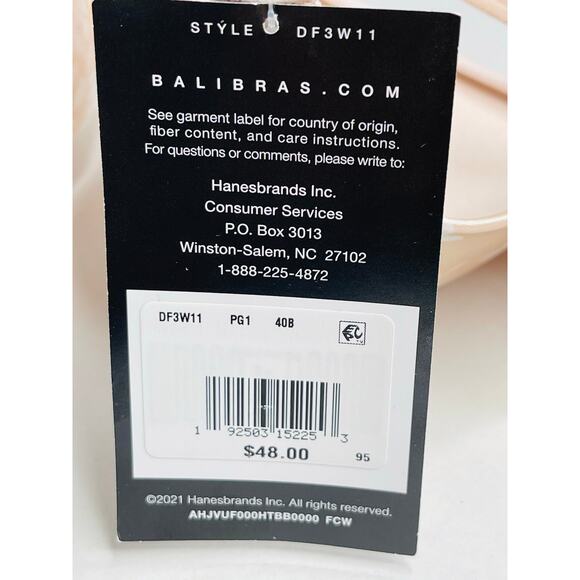 STÝLE DF3W11
BALIBRAS.COM
See garment label for country of origin,
fiber content, and care instructions.
For questions or comments, please write to:
Hanesbrands Inc.
Consumer Services
P.O. Box 3013
Winston-Salem, NC 27102
1-888-225-4872
DF3W11 PG1 40B
1 92503 15225 3
$48.00 95
©2021 Hanesbrands Inc. All rights reserved.
AHJVUF000HTBB0000 FCW